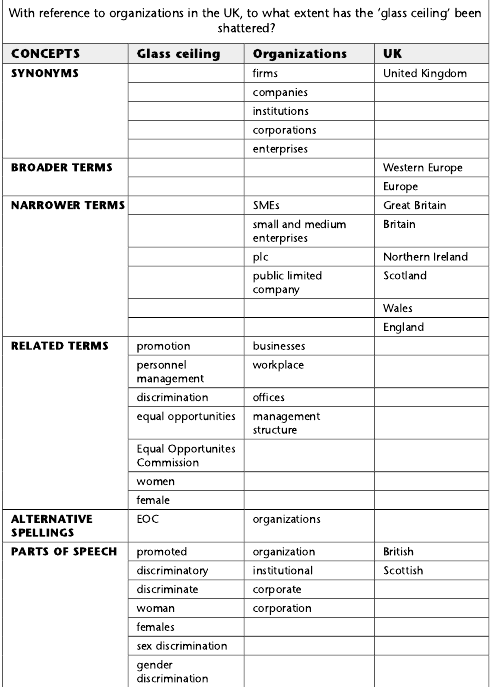 With reference to organizations in the UK, to what extent has the ‘glass ceiling’ been
shattered?
CONCEPTS Glass ceiling Organizations UK
SYNONYMS firms United Kingdom
companies
institutions
corporations
enterprises
BROADER TERMS Western Europe
Europe
NARROWER TERMS SMEs Great Britain
small and medium Britain
enterprises
plc Northern Ireland
public limited Scotland
company
Wales
England
RELATED TERMS promotion businesses
personnel workplace
management
discrimination offices
equal opportunities management
structure
Equal Opportunites
Commission
women
female
ALTERNATIVE EOC organizations
SPELLINGS
PARTS OF SPEECH promoted organization British
discriminatory institutional Scottish
discriminate corporate
woman corporation
females
sex discrimination
gender
discrimination